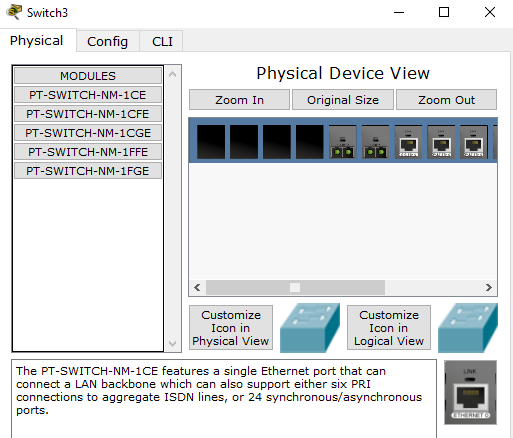 Switch3
Physical
Config
CLI
MODULES
PT-SWITCH-NM-1CE
PT-SWITCH-NM-1CFE
PT-SWITCH-NM-1CGE
PT-SWITCH-NM-1FFE
PT-SWITCH-NM-1FGE
Physical Device View
Zoom In
Original Size
Zoom Out
Customize
Icon in
Physical View
Customize
Icon in
Logical View
The PT-SWITCH-NM-1CE features a single Ethernet port that can
connect a LAN backbone which can also support either six PRI
connections to aggregate ISDN lines, or 24 synchronous/asynchronous
ports.
LINK
ETHERNET 0